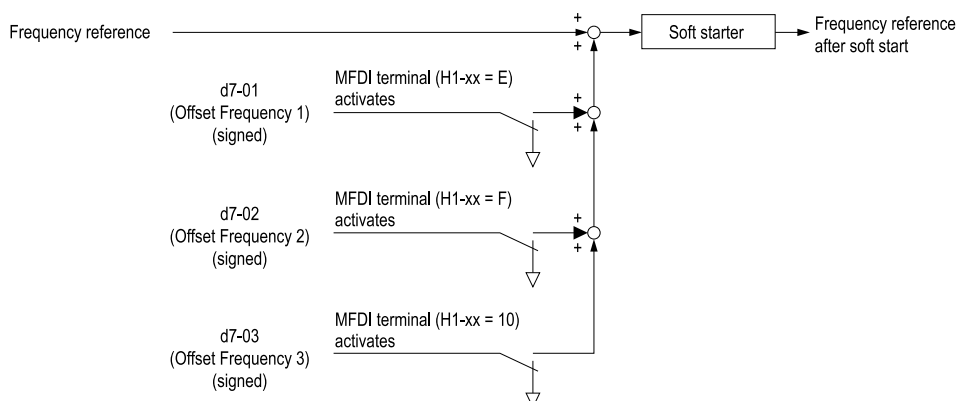 Frequency reference
+
+
Soft starter
Frequency reference
after soft start
d7-01
(Offset Frequency 1)
(signed)
MFDI terminal (H1-xx = E)
activates
+
+
d7-02
(Offset Frequency 2)
(signed)
MFDI terminal (H1-xx = F)
activates
+
+
d7-03
(Offset Frequency 3)
(signed)
MFDI terminal (H1-xx = 10)
activates